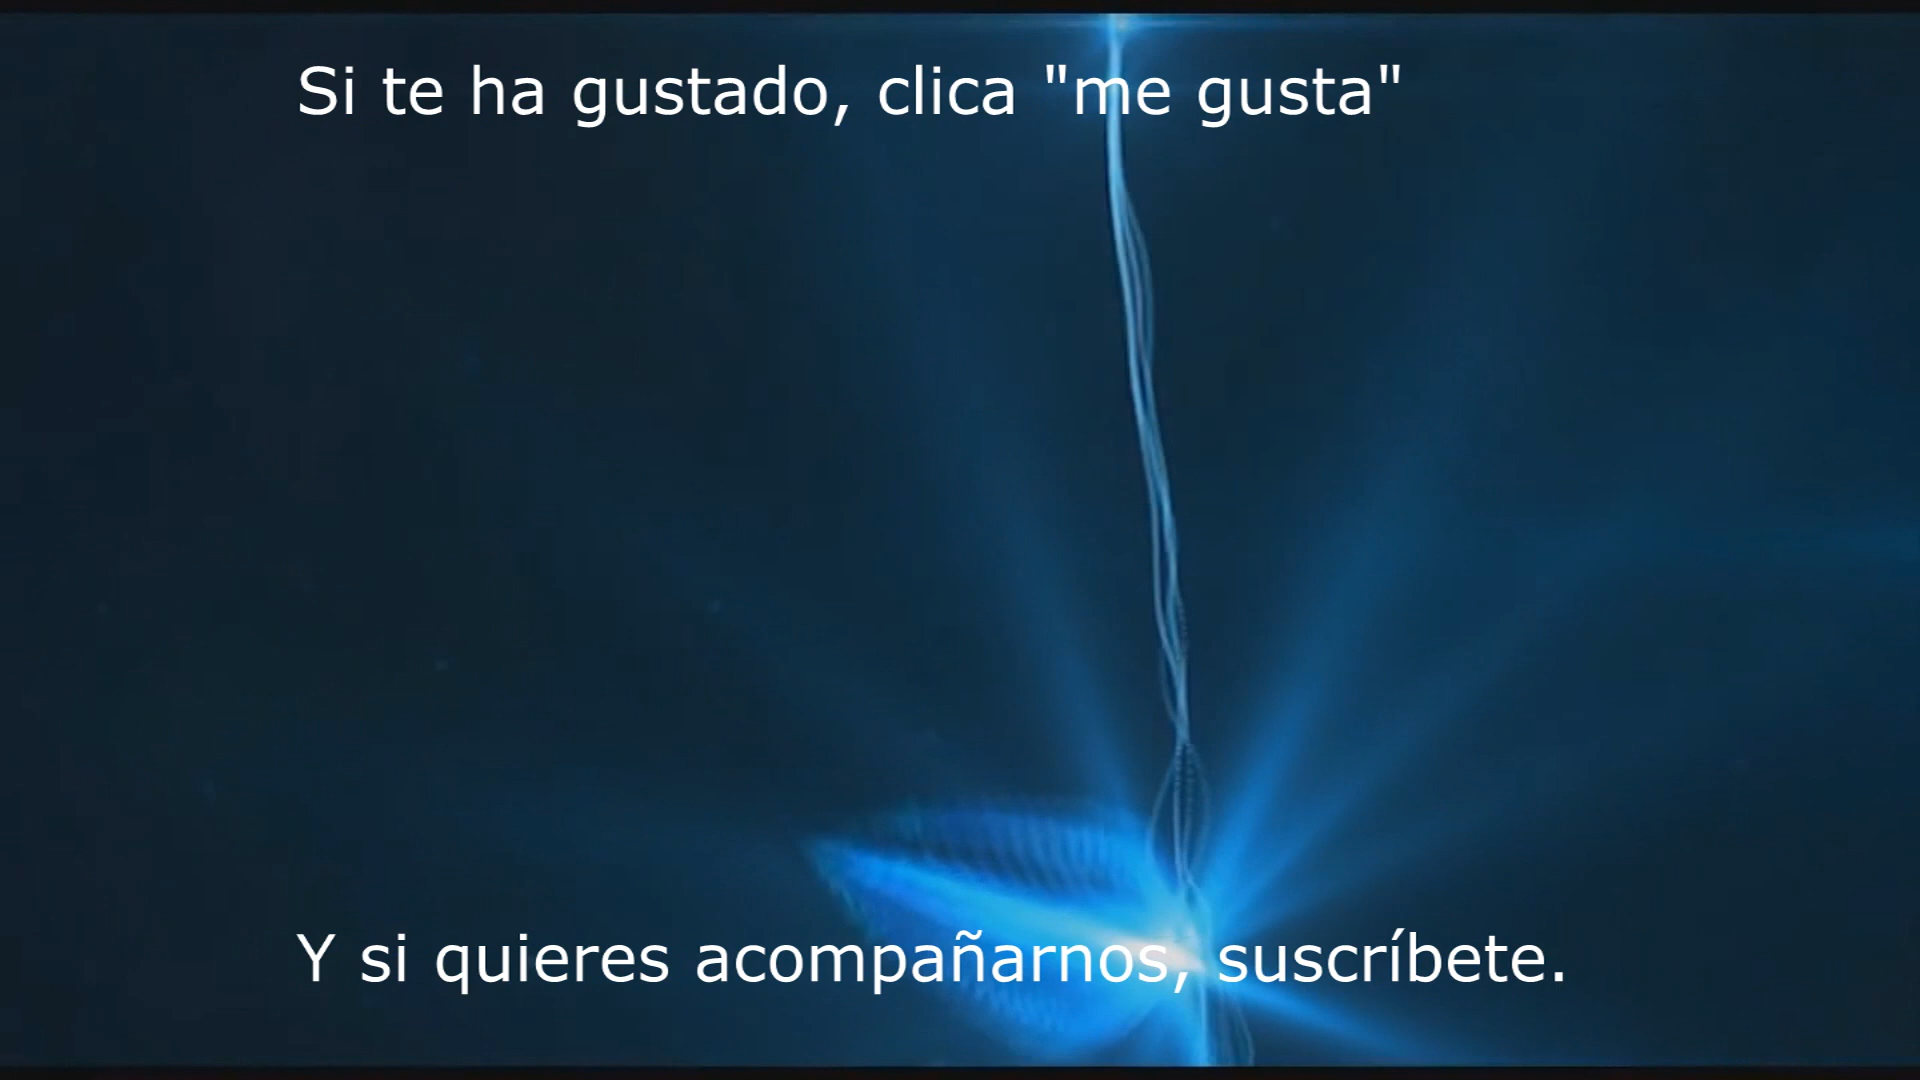 Si te ha gustado, clica "me gusta"
Y si quieres acompañarnos, suscríbete.